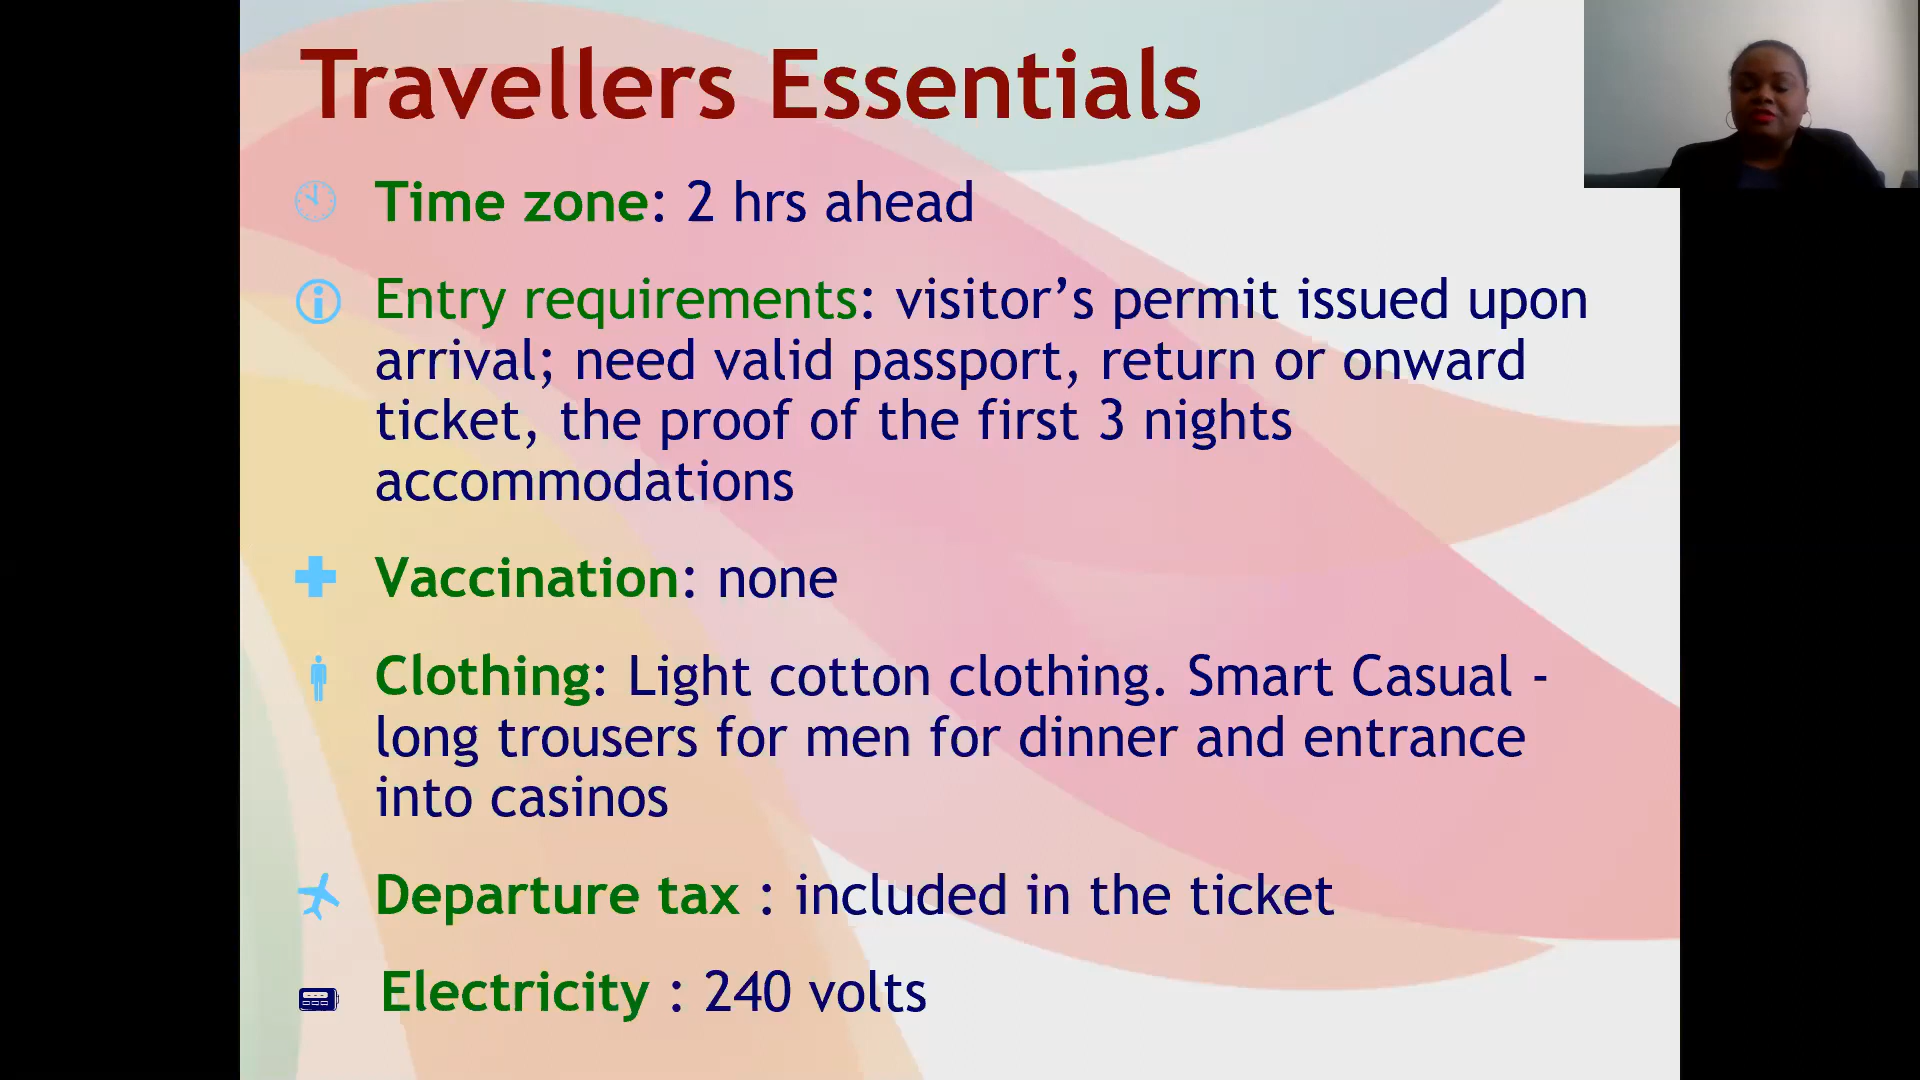 Travellers Essentials
Time zone: 2 hrs ahead
Entry requirements: visitor’s permit issued upon
arrival; need valid passport, return or onward
ticket, the proof of the first 3 nights
accommodations
Vaccination: none
Clothing: Light cotton clothing. Smart Casual -
long trousers for men for dinner and entrance
into casinos
Departure tax : included in the ticket
Electricity : 240 volts